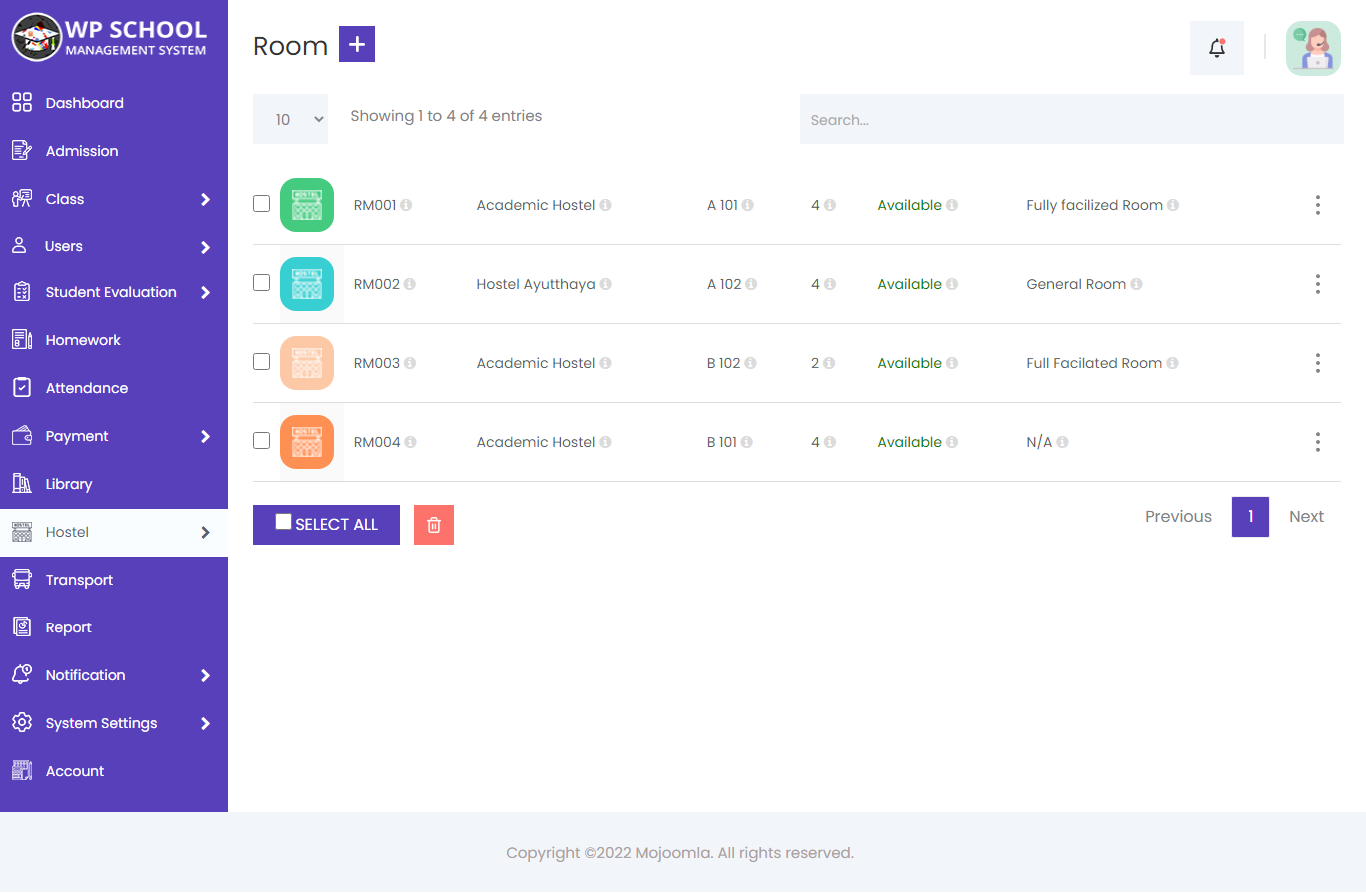 WP SCHOOL
MANAGEMENT SYSTEM
Dashboard
Admission
Class
Users
Student Evaluation
Homework
Attendance
Payment
Library
Hostel
Transport
Report
Notification
System Settings
Account
Room +
10 Showing 1 to 4 of 4 entries Search...
HOSTEL RM001 Academic Hostel A 101 4 Available Fully facilized Room
HOSTEL RM002 Hostel Ayutthaya A 102 4 Available General Room
HOSTEL RM003 Academic Hostel B 102 2 Available Full Facilated Room
HOSTEL RM004 Academic Hostel B 101 4 Available N/A
SELECT ALL Previous 1 Next
Copyright ©2022 Mojoomla. All rights reserved.